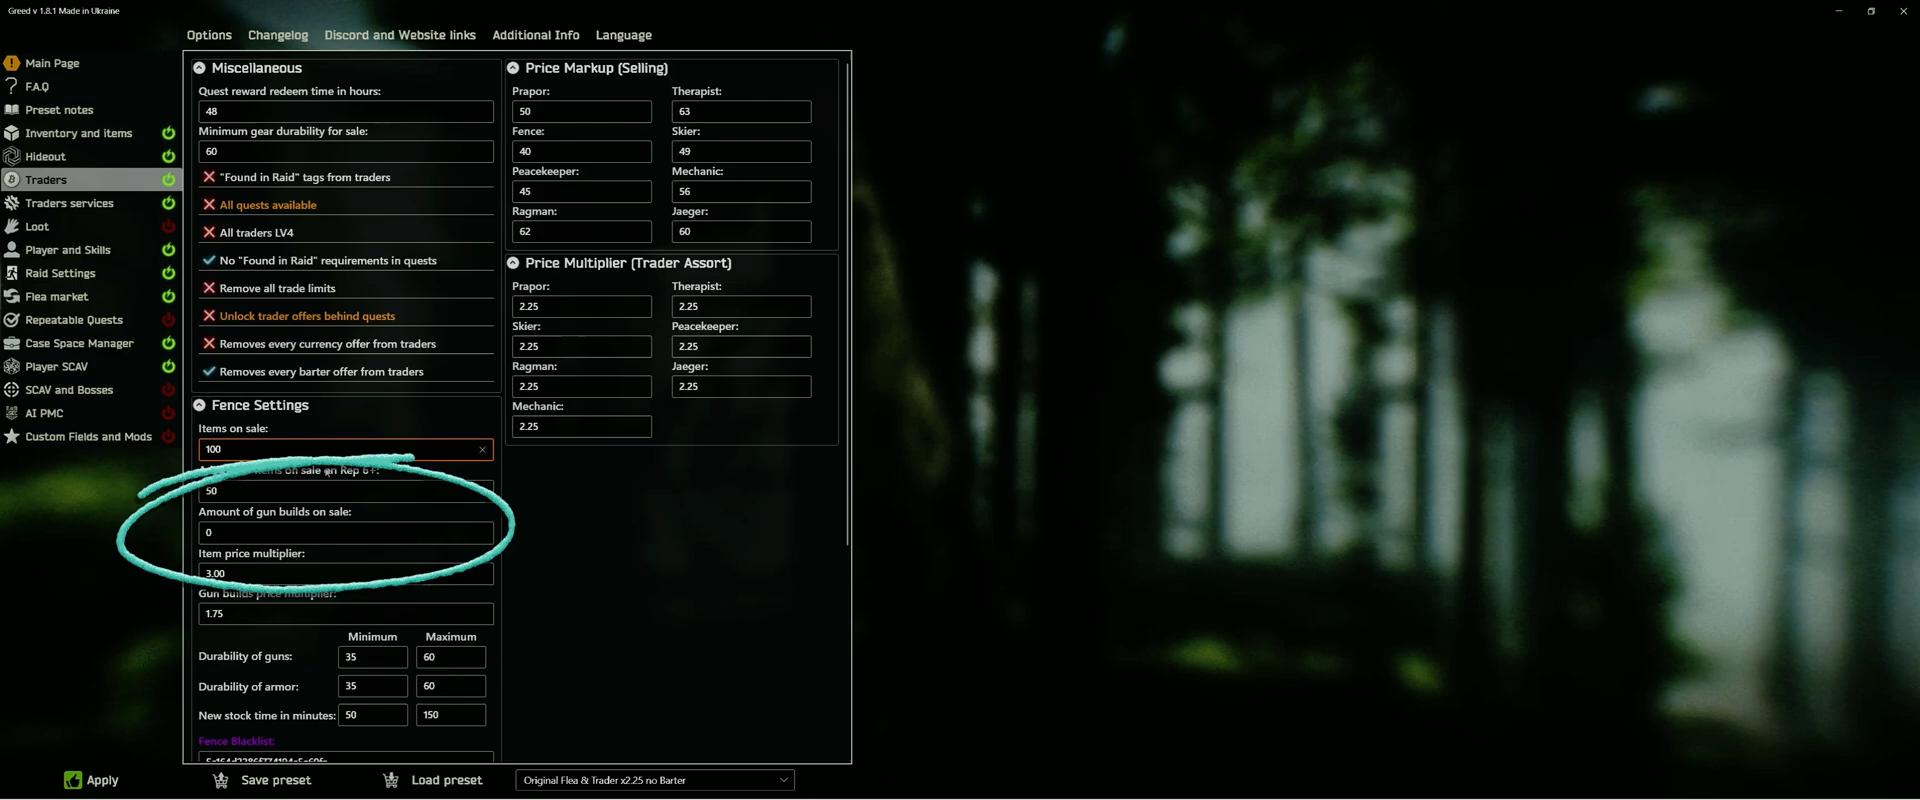 Greed v 1.8.1 Made in Ukraine
Options Changelog Discord and Website links Additional Info Language
Main Page
F.A.Q
Preset notes
Inventory and items
Hideout
Traders
Traders services
Loot
Player and Skills
Raid Settings
Flea market
Repeatable Quests
Case Space Manager
Player SCAV
SCAV and Bosses
AI PMC
Custom Fields and Mods
Miscellaneous
Quest reward redeem time in hours:
48
Minimum gear durability for sale:
60
"Found in Raid" tags from traders
All quests available
All traders LV4
No "Found in Raid" requirements in quests
Remove all trade limits
Unlock trader offers behind quests
Removes every currency offer from traders
Removes every barter offer from traders
Fence Settings
Items on sale:
100
items on sale on Rep 6+:
50
Amount of gun builds on sale:
0
Item price multiplier:
3.00
Gun builds price multiplier:
1.75
Minimum Maximum
Durability of guns: 35 60
Durability of armor: 35 60
New stock time in minutes: 50 150
Fence Blacklist:
Price Markup (Selling)
Prapor: Therapist:
50 63
Fence: Skier:
40 49
Peacekeeper: Mechanic:
45 56
Ragman: Jaeger:
62 60
Price Multiplier (Trader Assort)
Prapor: Therapist:
2.25 2.25
Skier: Peacekeeper:
2.25 2.25
Ragman: Jaeger:
2.25 2.25
Mechanic:
2.25
Apply Save preset Load preset Original Flea & Trader x2.25 no Barter